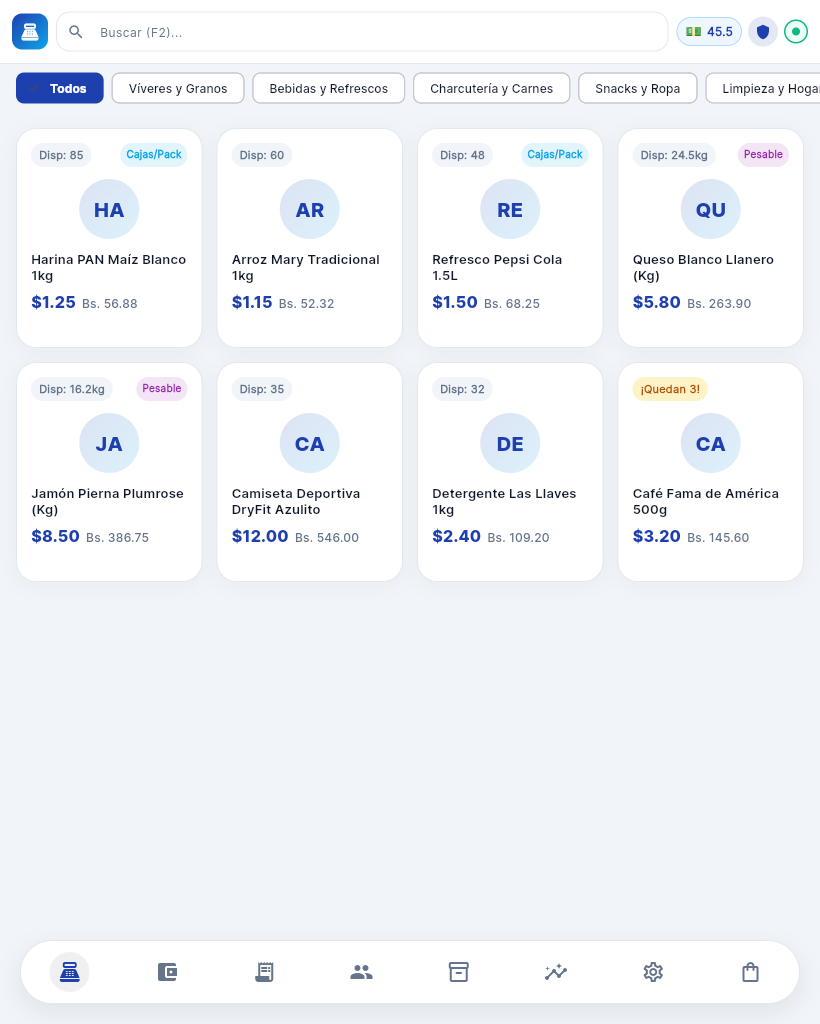 Buscar (F2)...
45.5
Todos
Víveres y Granos
Bebidas y Refrescos
Charcutería y Carnes
Snacks y Ropa
Limpieza y Hogar
Disp: 85
Cajas/Pack
HA
Harina PAN Maíz Blanco
1kg
$1.25 Bs. 56.88
Disp: 60
AR
Arroz Mary Tradicional
1kg
$1.15 Bs. 52.32
Disp: 48
Cajas/Pack
RE
Refresco Pepsi Cola
1.5L
$1.50 Bs. 68.25
Disp: 24.5kg
Pesable
QU
Queso Blanco Llanero
(Kg)
$5.80 Bs. 263.90
Disp: 16.2kg
Pesable
JA
Jamón Pierna Plumrose
(Kg)
$8.50 Bs. 386.75
Disp: 35
CA
Camiseta Deportiva
DryFit Azulito
$12.00 Bs. 546.00
Disp: 32
DE
Detergente Las Llaves
1kg
$2.40 Bs. 109.20
¡Quedan 3!
CA
Café Fama de América
500g
$3.20 Bs. 145.60